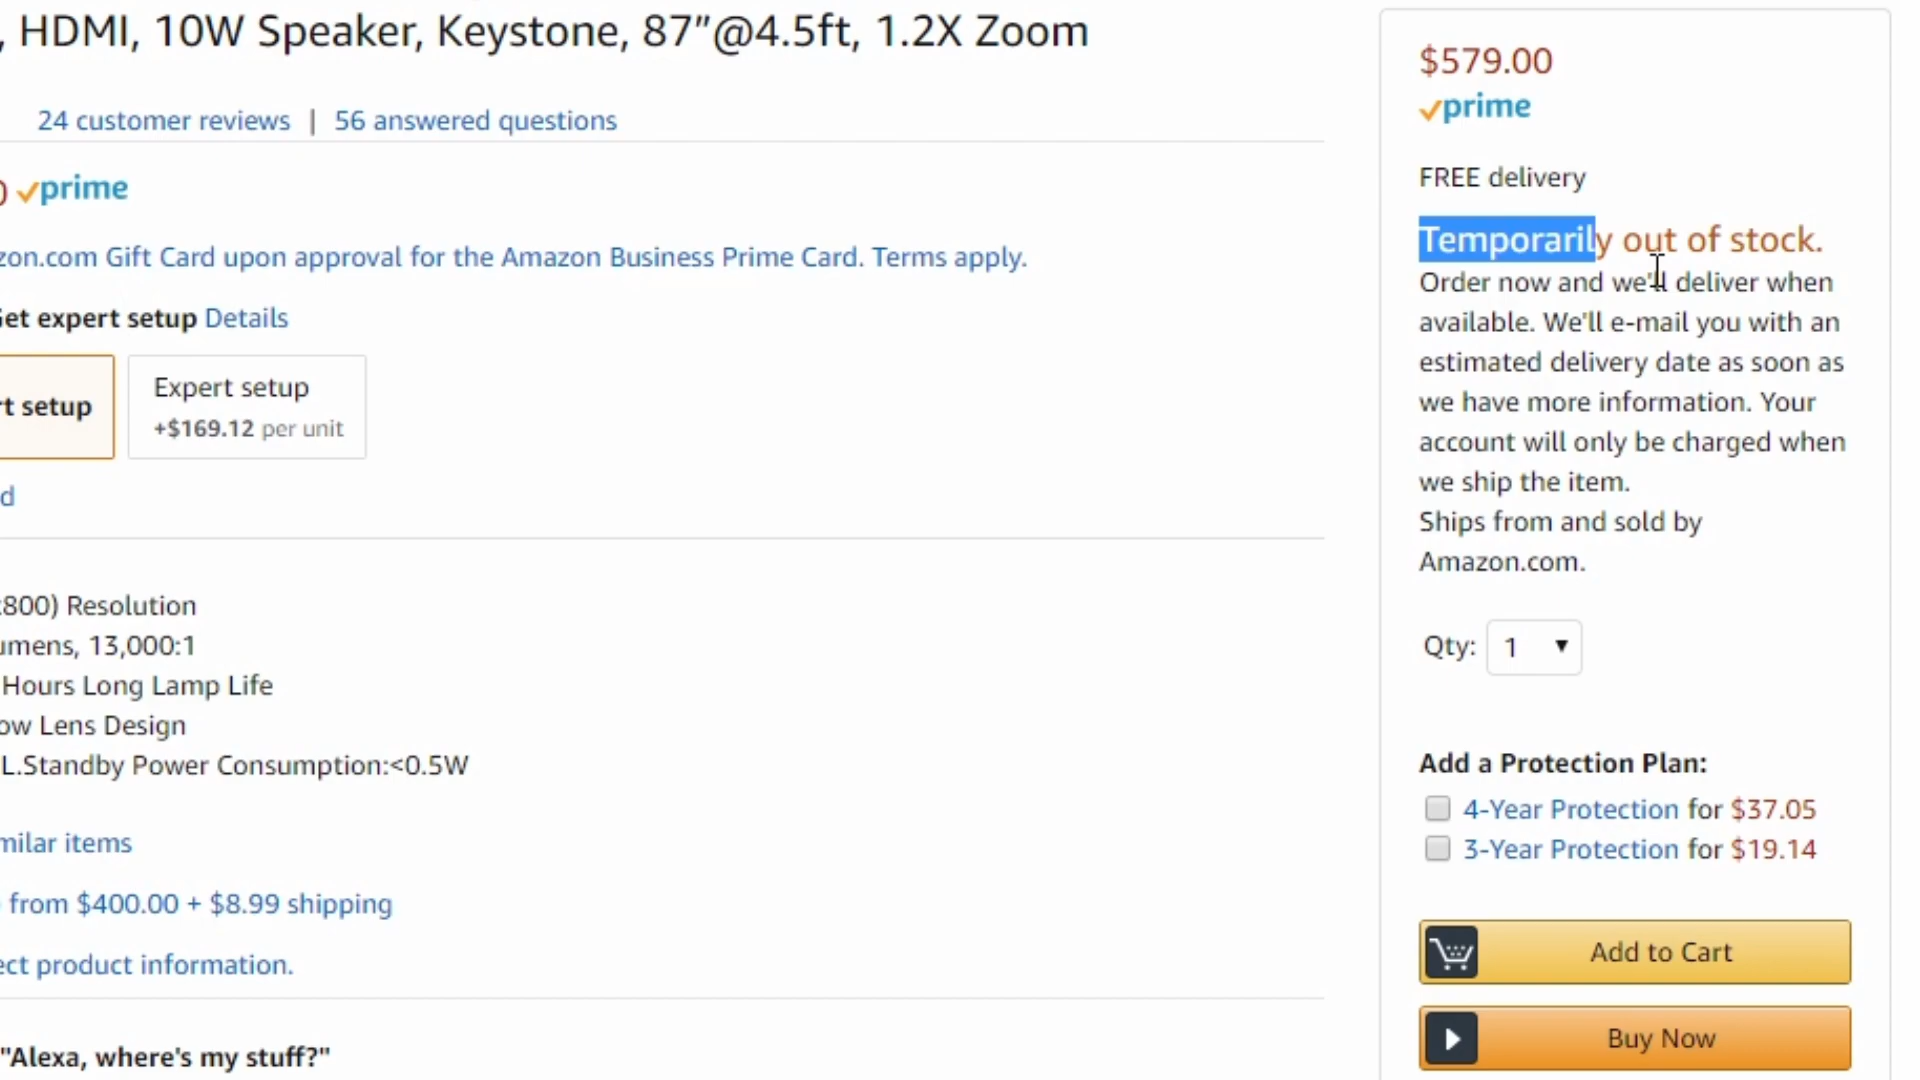 , HDMI, 10W Speaker, Keystone, 87”@4.5ft, 1.2X Zoom
24 customer reviews | 56 answered questions
prime
zon.com Gift Card upon approval for the Amazon Business Prime Card. Terms apply.
Get expert setup Details
rt setup
Expert setup
+$169.12 per unit
d
:800) Resolution
umens, 13,000:1
Hours Long Lamp Life
ow Lens Design
L.Standby Power Consumption:<0.5W
milar items
from $400.00 + $8.99 shipping
ect product information.
"Alexa, where's my stuff?"
$579.00
prime
FREE delivery
Temporarily out of stock.
Order now and we'll deliver when
available. We'll e-mail you with an
estimated delivery date as soon as
we have more information. Your
account will only be charged when
we ship the item.
Ships from and sold by
Amazon.com.
Qty: 1
Add a Protection Plan:
4-Year Protection for $37.05
3-Year Protection for $19.14
Add to Cart
Buy Now